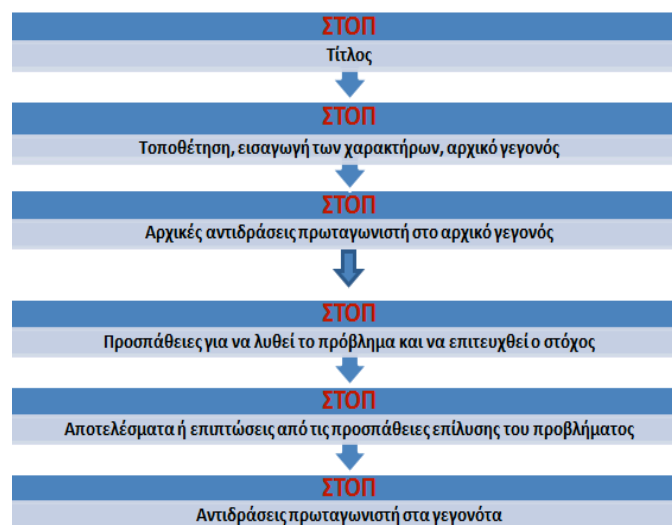 ΣΤΟΠ
Τίτλος
ΣΤΟΠ
Τοποθέτηση, εισαγωγή των χαρακτήρων, αρχικό γεγονός
ΣΤΟΠ
Αρχικές αντιδράσεις πρωταγωνιστή στο αρχικό γεγονός
ΣΤΟΠ
Προσπάθειες για να λυθεί το πρόβλημα και να επιτευχθεί ο στόχος
ΣΤΟΠ
Αποτελέσματα ή επιπτώσεις από τις προσπάθειες επίλυσης του προβλήματος
ΣΤΟΠ
Αντιδράσεις πρωταγωνιστή στα γεγονότα